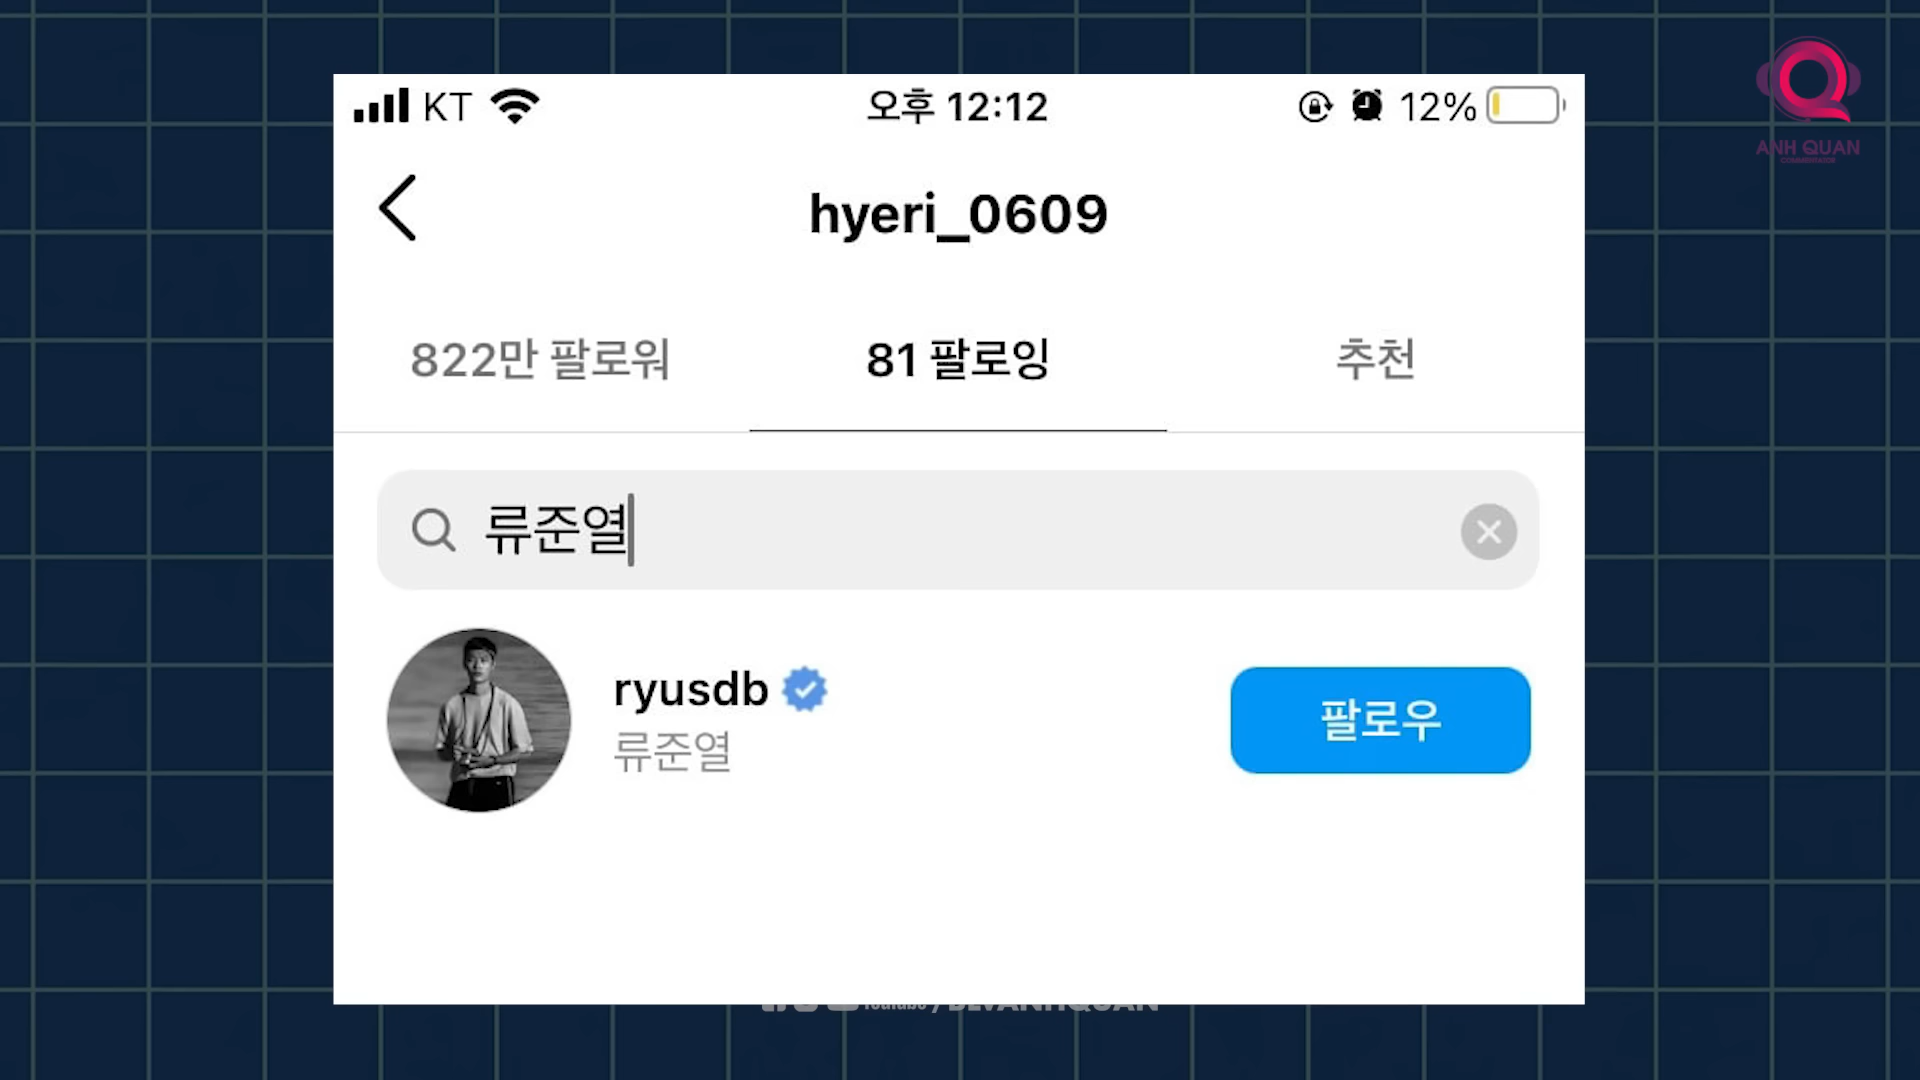 KT 오후 12:12 12%
hyeri_0609
822만 팔로워 81 팔로잉 추천
류준열
ryusdb
류준열 팔로우
ANH QUAN